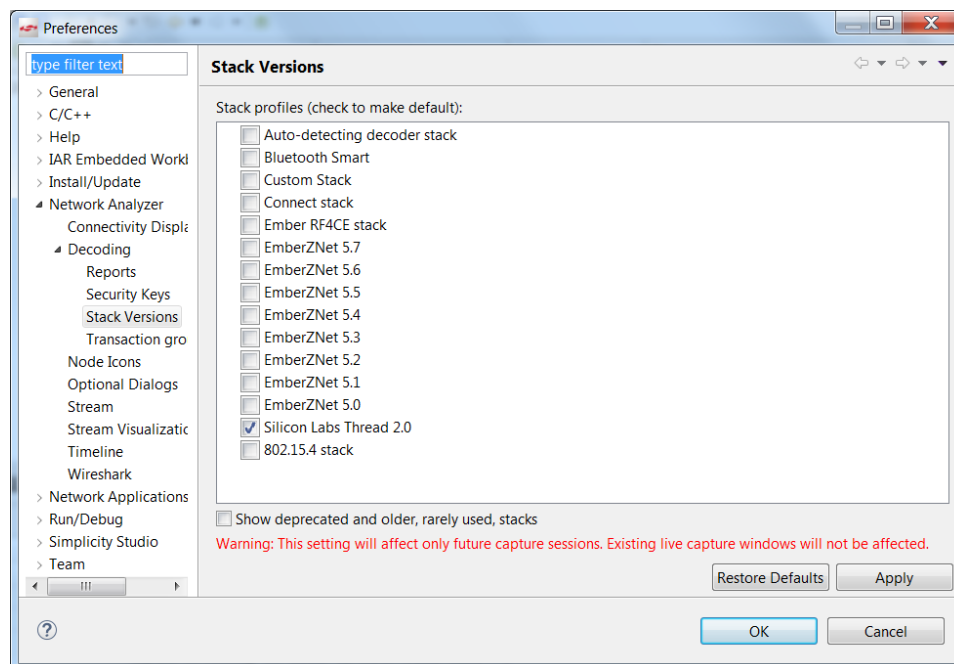 Preferences
type filter text
General
C/C++
Help
IAR Embedded Workl
Install/Update
Network Analyzer
Connectivity Displa
Decoding
Reports
Security Keys
Stack Versions
Transaction gro
Node Icons
Optional Dialogs
Stream
Stream Visualizatic
Timeline
Wireshark
Network Applications
Run/Debug
Simplicity Studio
Team
Stack Versions
Stack profiles (check to make default):
Auto-detecting decoder stack
Bluetooth Smart
Custom Stack
Connect stack
Ember RF4CE stack
EmberZNet 5.7
EmberZNet 5.6
EmberZNet 5.5
EmberZNet 5.4
EmberZNet 5.3
EmberZNet 5.2
EmberZNet 5.1
EmberZNet 5.0
Silicon Labs Thread 2.0
802.15.4 stack
Show deprecated and older, rarely used, stacks
Warning: This setting will affect only future capture sessions. Existing live capture windows will not be affected.
Restore Defaults
Apply
OK
Cancel